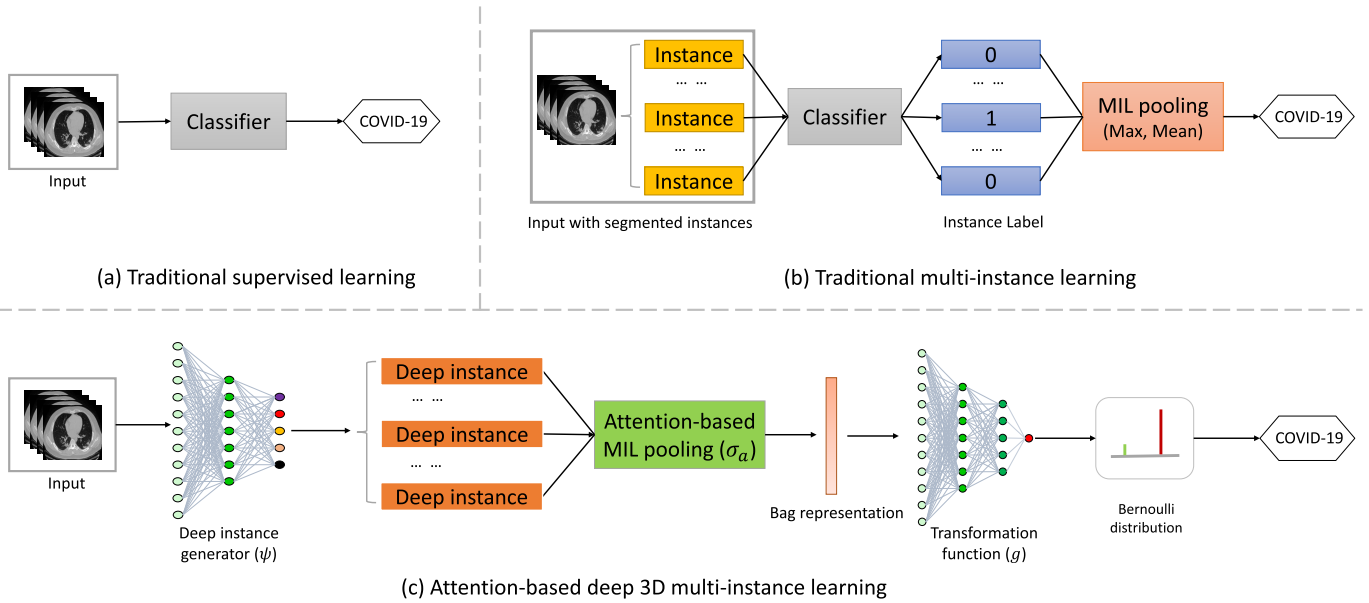 Classifier
COVID-19
Input
(a) Traditional supervised learning
Instance
... ...
Instance
... ...
Instance
Input with segmented instances
Classifier
0
... ...
1
... ...
0
Instance Label
MIL pooling
(Max, Mean)
COVID-19
(b) Traditional multi-instance learning
Input
Deep instance
generator (ψ)
Deep instance
... ...
Deep instance
... ...
Deep instance
Attention-based
MIL pooling (σₐ)
Bag representation
Transformation
function (g)
Bernoulli
distribution
COVID-19
(c) Attention-based deep 3D multi-instance learning